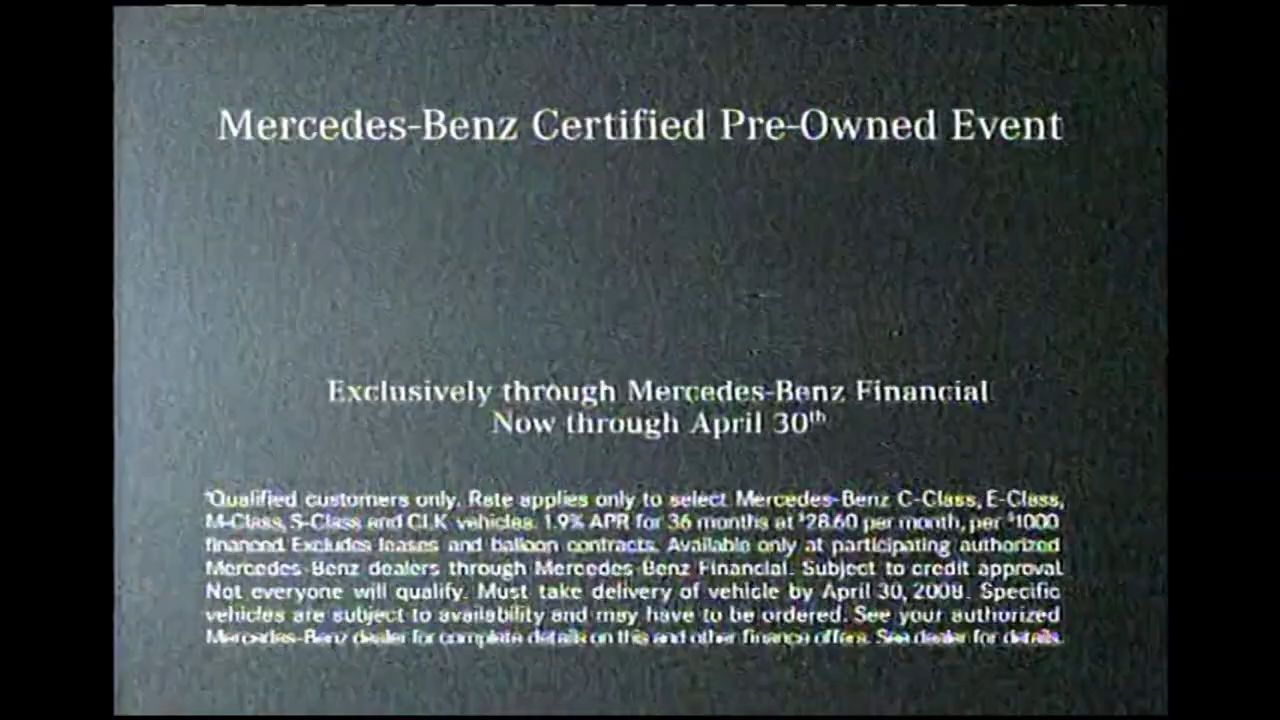 Mercedes-Benz Certified Pre-Owned Event
Exclusively through Mercedes-Benz Financial
Now through April 30th
*Qualified customers only. Rate applies only to select Mercedes-Benz C-Class, E-Class,
M-Class, S-Class and CLK vehicles. 1.9% APR for 36 months at $28.60 per month, per $1000
financed. Excludes leases and balloon contracts. Available only at participating authorized
Mercedes-Benz dealers through Mercedes-Benz Financial. Subject to credit approval.
Not everyone will qualify. Must take delivery of vehicle by April 30, 2008. Specific
vehicles are subject to availability and may have to be ordered. See your authorized
Mercedes-Benz dealer for complete details on this and other finance offers. See dealer for details.